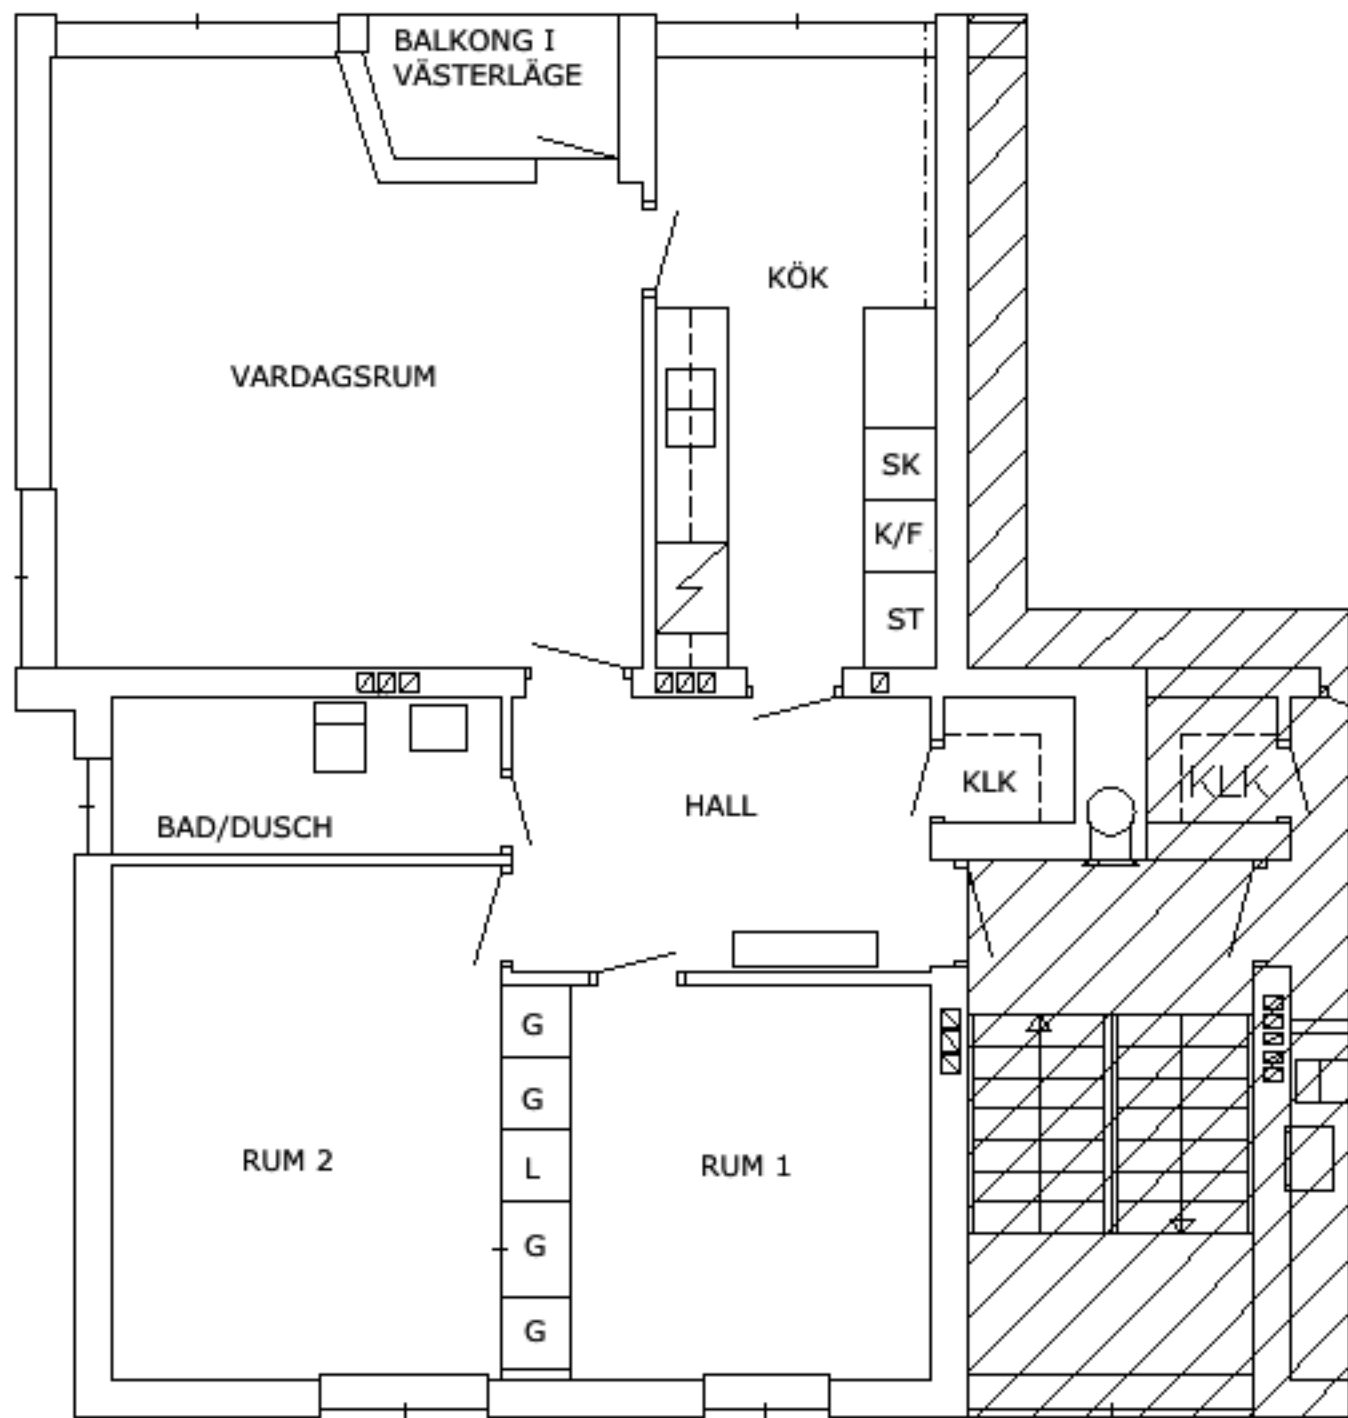 BALKONG I
VÄSTERLÄGE
KÖK
VARDAGSRUM
SK
K/F
ST
KLK
KLK
HALL
BAD/DUSCH
G
G
L
G
G
RUM 2
RUM 1